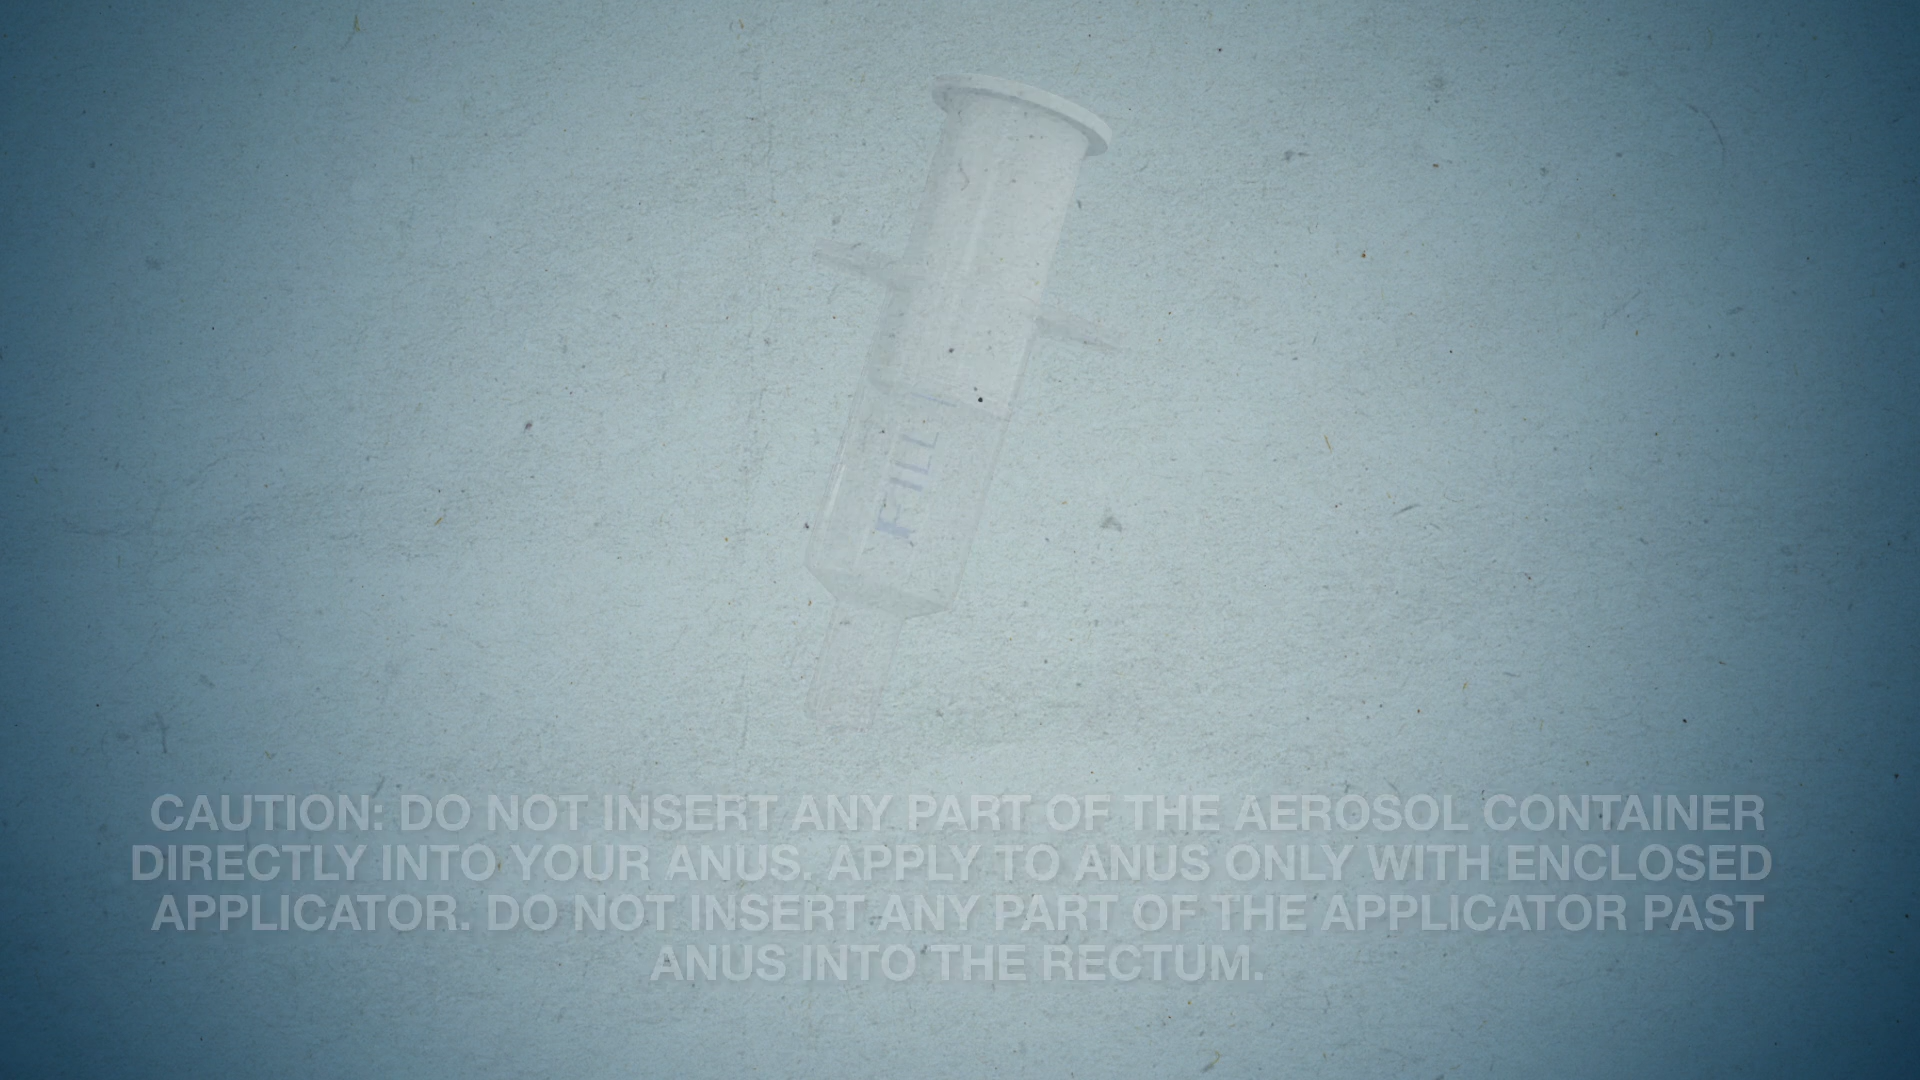 FILL
CAUTION: DO NOT INSERT ANY PART OF THE AEROSOL CONTAINER
DIRECTLY INTO YOUR ANUS. APPLY TO ANUS ONLY WITH ENCLOSED
APPLICATOR. DO NOT INSERT ANY PART OF THE APPLICATOR PAST
ANUS INTO THE RECTUM.